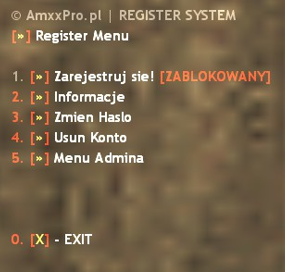 © AmxxPro.pl | REGISTER SYSTEM
[»] Register Menu
1. [»] Zarejestruj sie! [ZABLOKOWANY]
2. [»] Informacje
3. [»] Zmien Haslo
4. [»] Usun Konto
5. [»] Menu Admina
0. [X] - EXIT